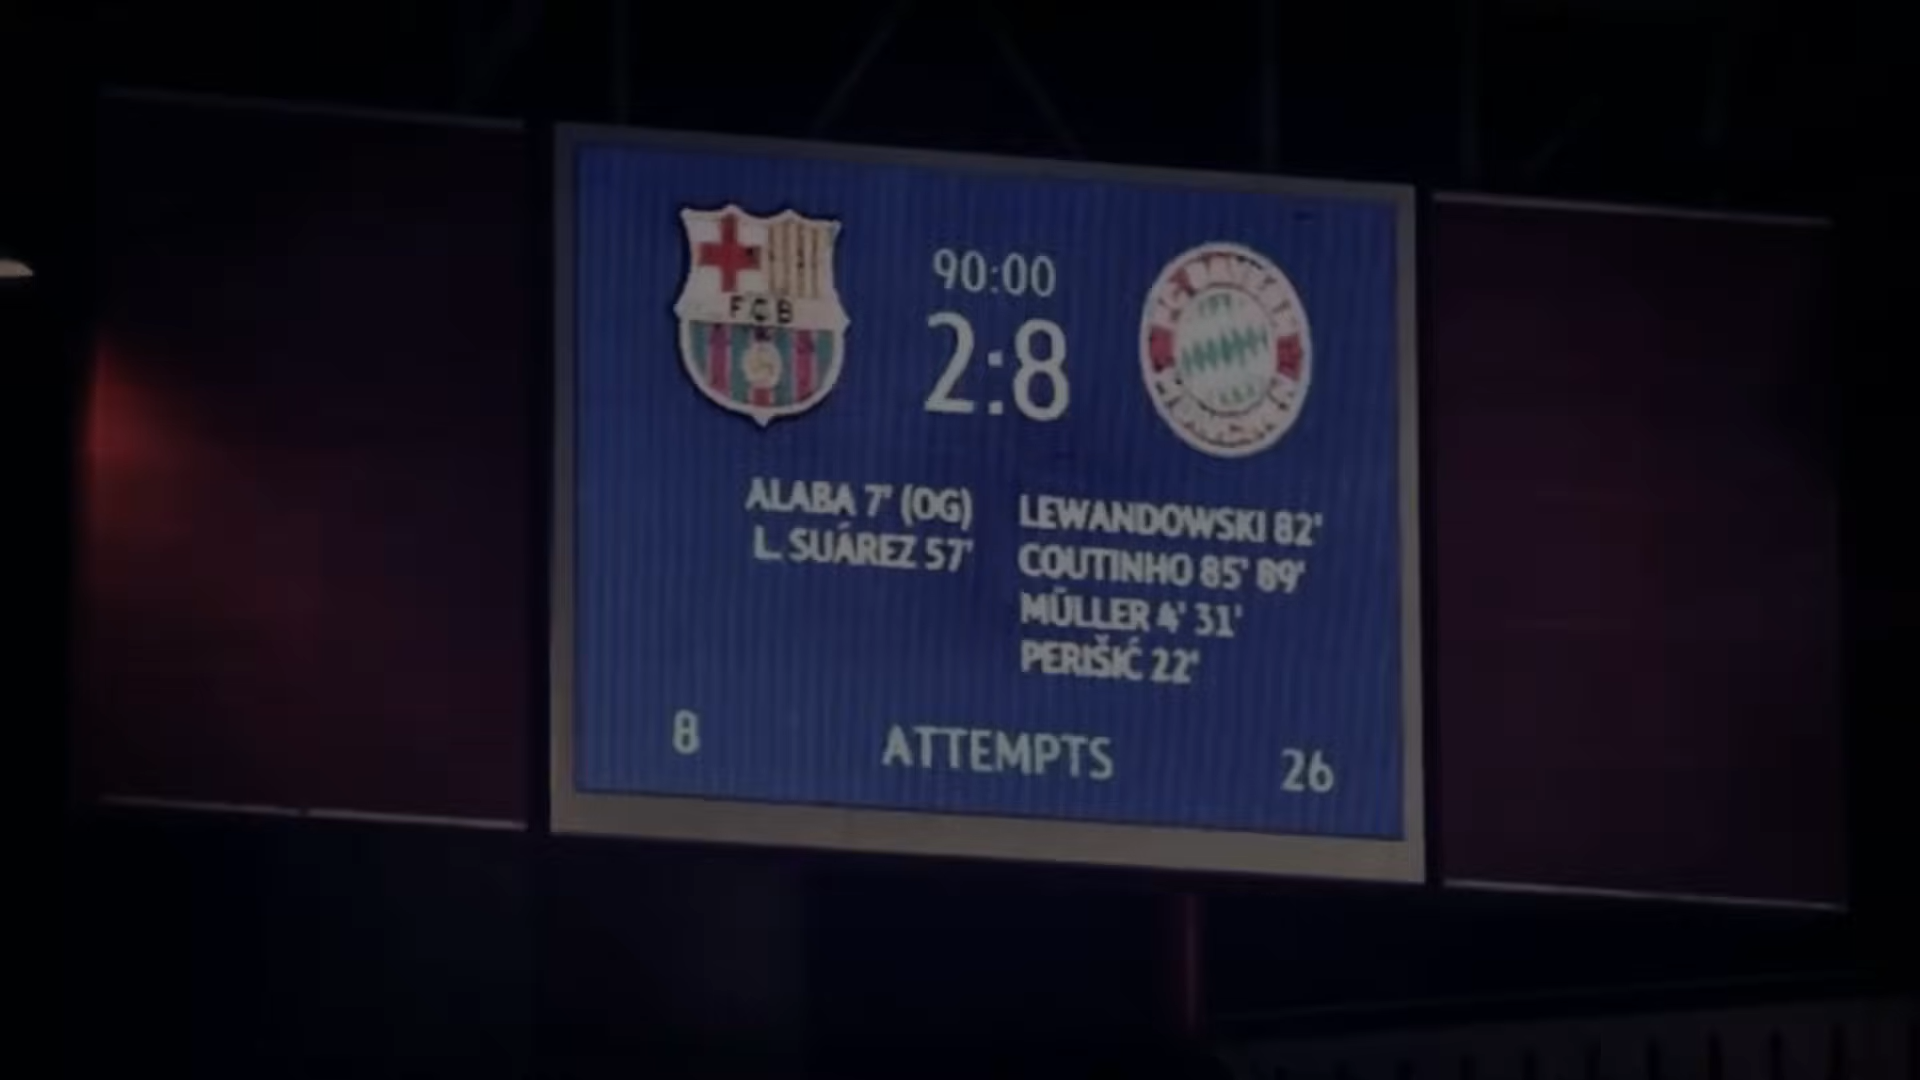 FCB
90:00
2:8
ALABA 7' (OG)
L. SUÁREZ 57'
LEWANDOWSKI 82'
COUTINHO 85' 89'
MÜLLER 4' 31'
PERIŠIĆ 22'
8 ATTEMPTS 26